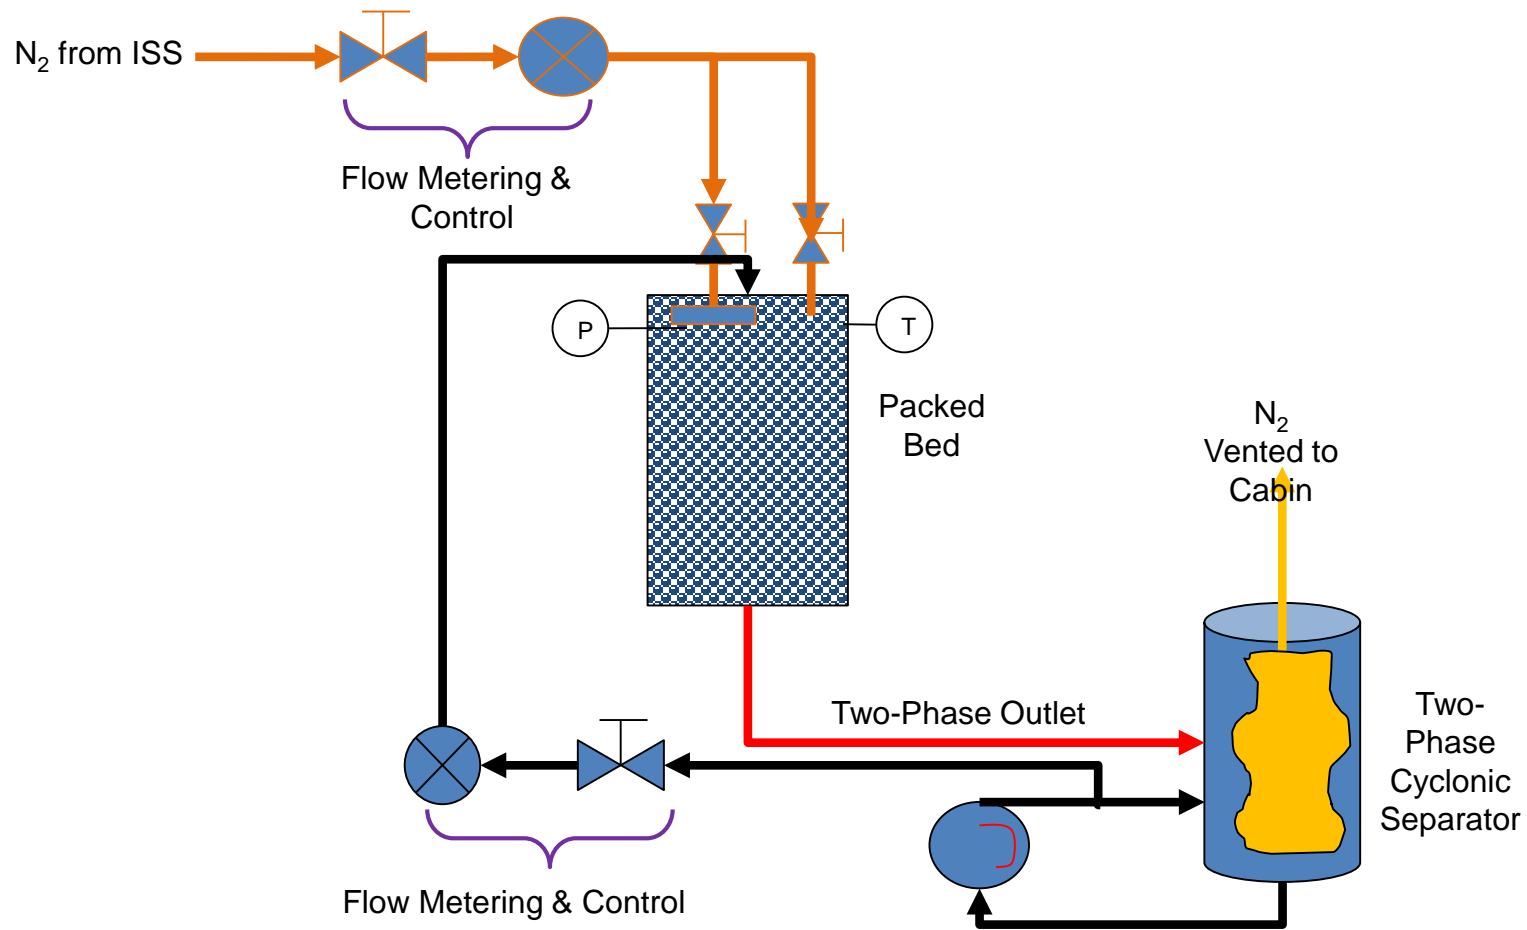 N₂ from ISS
Flow Metering &
Control
P
T
Packed
Bed
N₂
Vented to
Cabin
Two-Phase Outlet
Two-
Phase
Cyclonic
Separator
Flow Metering & Control